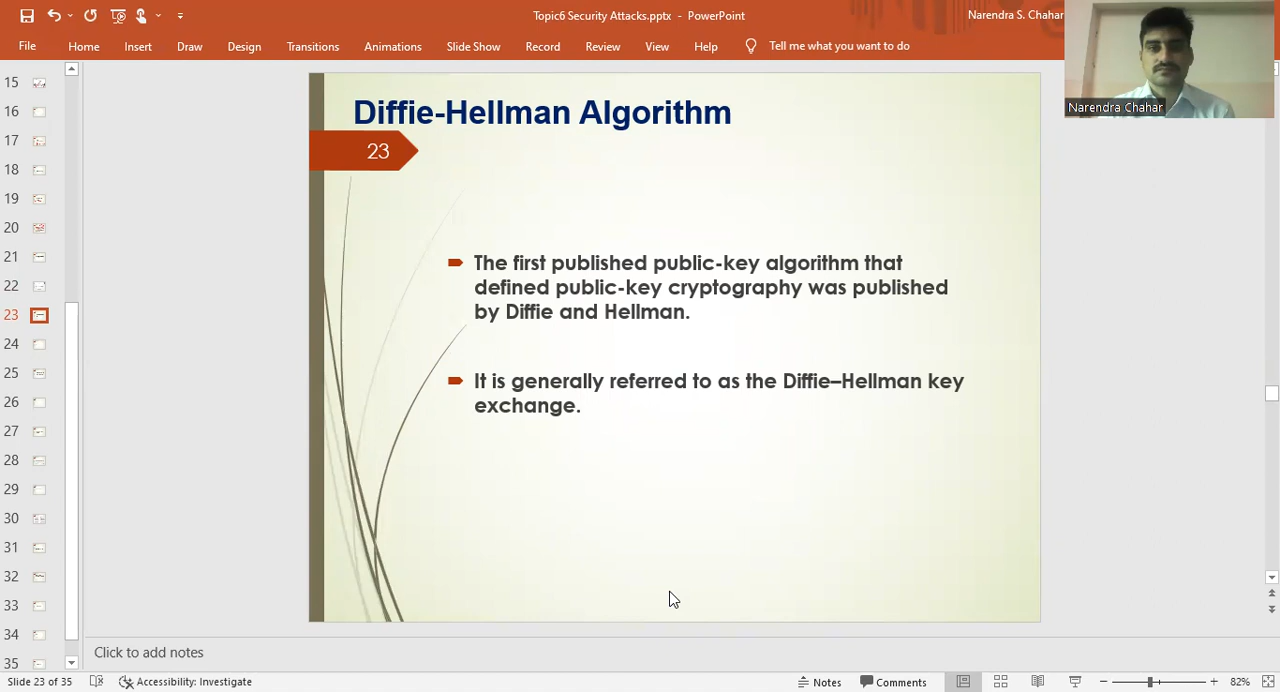 Topic6 Security Attacks.pptx - PowerPoint
Narendra S. Chahar
File Home Insert Draw Design Transitions Animations Slide Show Record Review View Help Tell me what you want to do
Narendra Chahar
15
16
17
18
19
20
21
22
23
24
25
26
27
28
29
30
31
32
33
34
35
Diffie-Hellman Algorithm
23
The first published public-key algorithm that
defined public-key cryptography was published
by Diffie and Hellman.
It is generally referred to as the Diffie–Hellman key
exchange.
Click to add notes
Slide 23 of 35 Accessibility: Investigate Notes Comments 82%